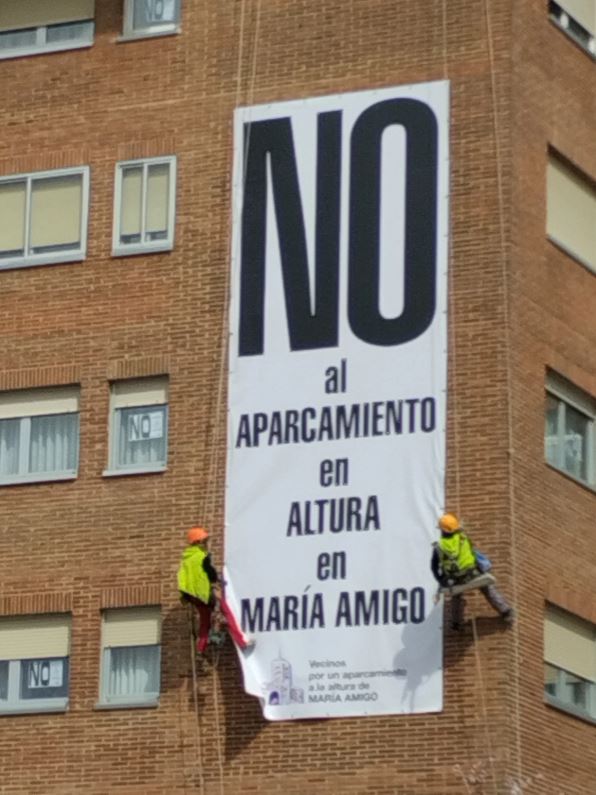 NO
NO
al
APARCAMIENTO
en
ALTURA
en
MARÍA AMIGO
Vecinos
por un aparcamiento
a la altura de
MARÍA AMIGO
NO
NO